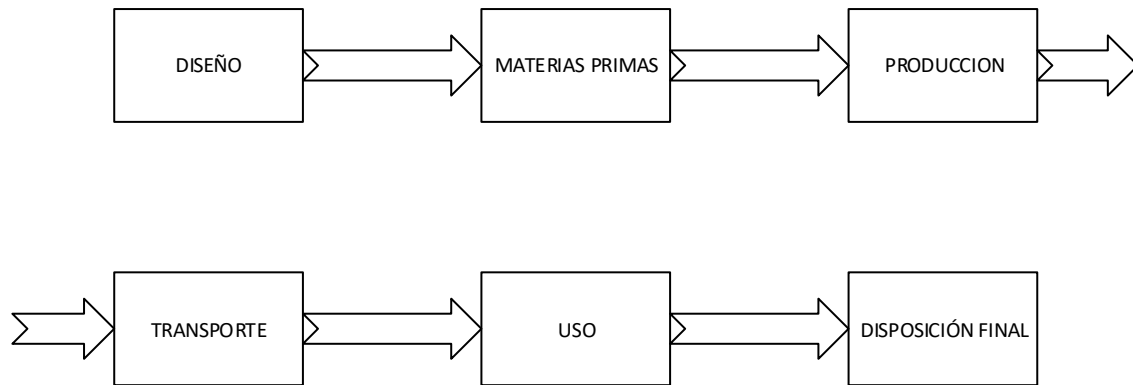 DISEÑO
MATERIAS PRIMAS
PRODUCCION
TRANSPORTE
USO
DISPOSICIÓN FINAL